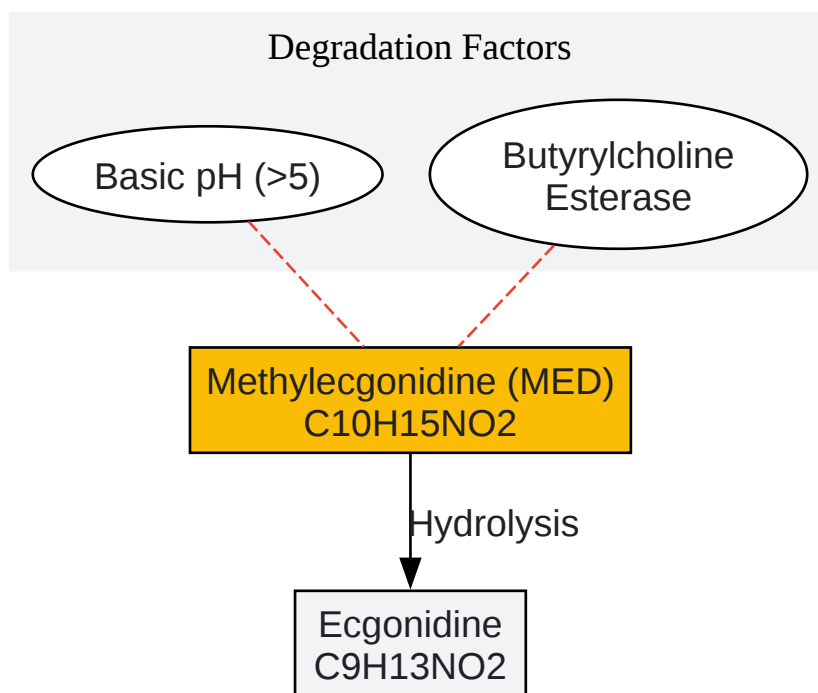 Degradation Factors
Basic pH (>5)
Butyrylcholine
Esterase
Methylecgonidine (MED)
C10H15NO2
Hydrolysis
Ecgonidine
C9H13NO2